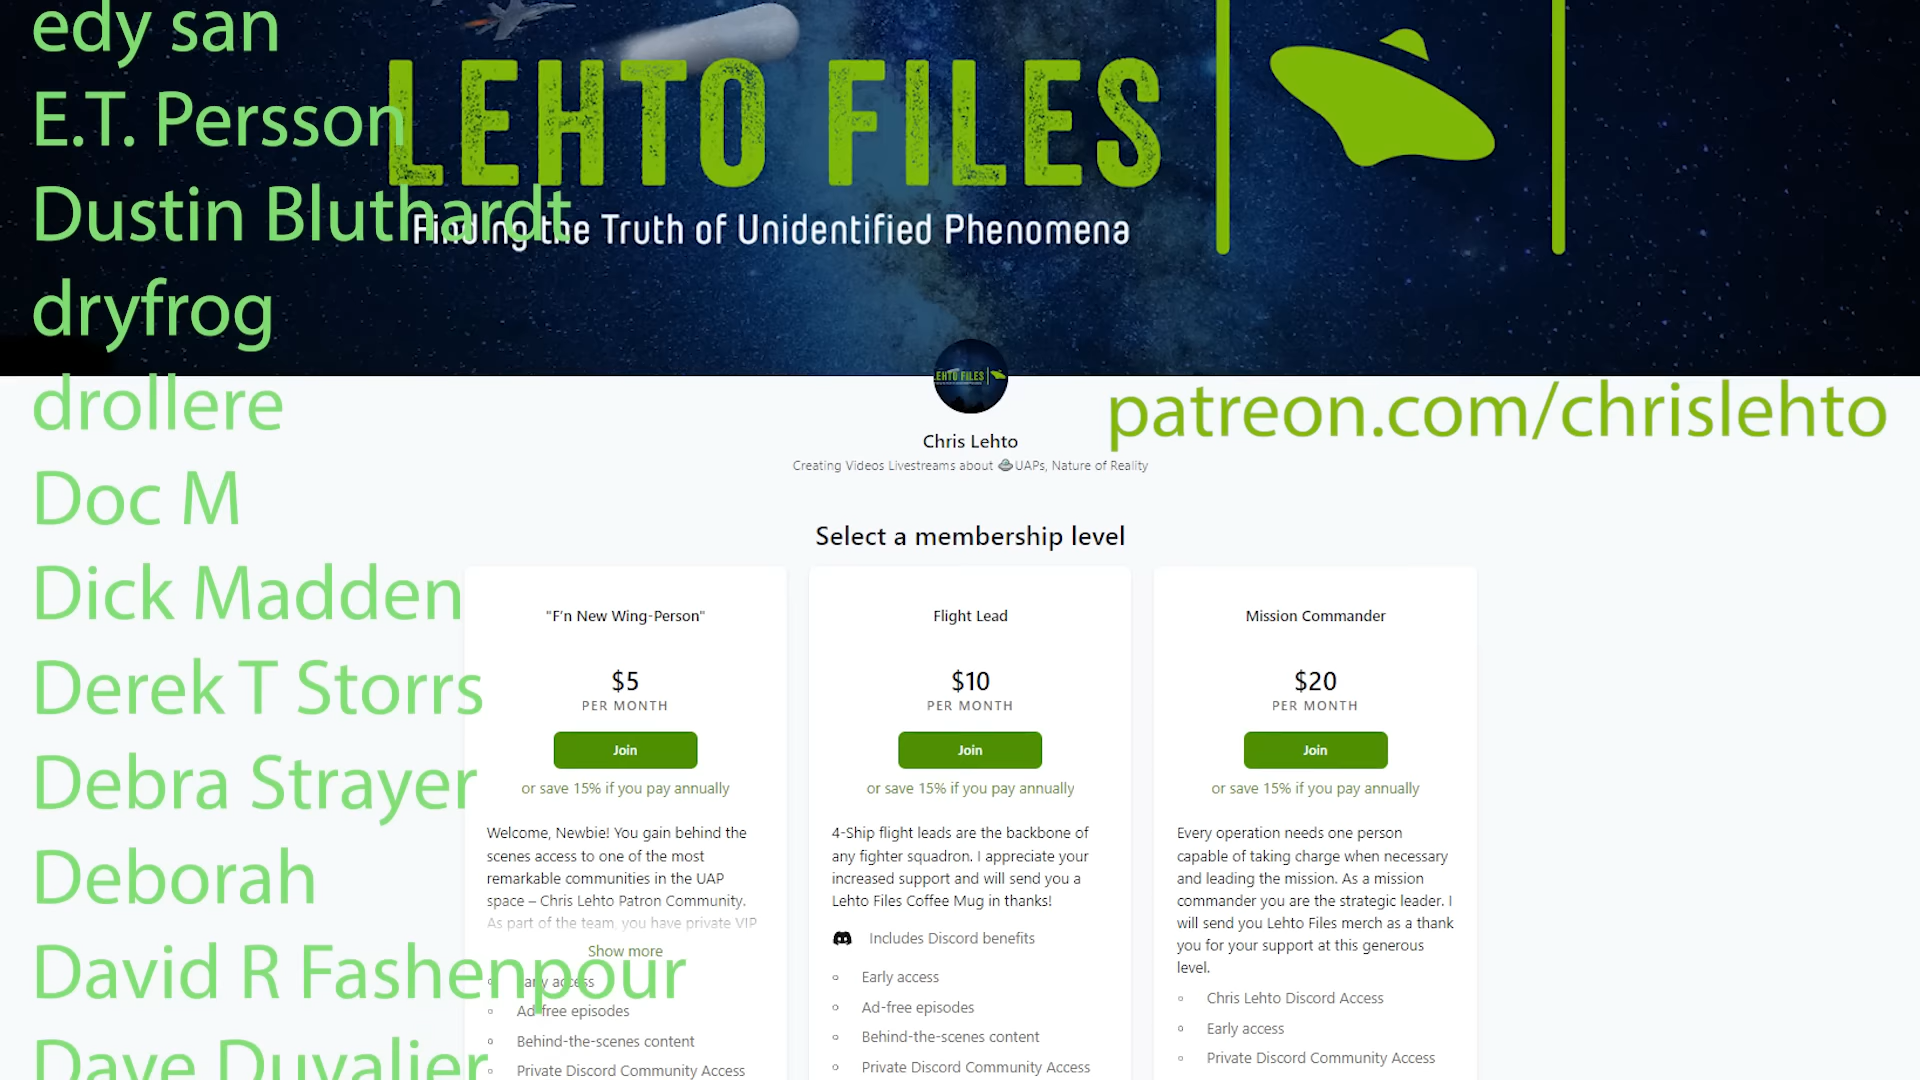 edy san
E.T. Persson
Dustin Bluthardt
dryfrog
drollere
Doc M
Dick Madden
Derek T Storrs
Debra Strayer
Deborah
David R Fashenpour
Dave Duvalier
LEHTO FILES
Finding the Truth of Unidentified Phenomena
LEHTO FILES
patreon.com/chrislehto
Chris Lehto
Creating Videos Livestreams about 🛸UAPs, Nature of Reality
Select a membership level
"F'n New Wing-Person"
$5
PER MONTH
Join
or save 15% if you pay annually
Welcome, Newbie! You gain behind the
scenes access to one of the most
remarkable communities in the UAP
space – Chris Lehto Patron Community.
As part of the team, you have private VIP
Show more
Early access
Ad-free episodes
Behind-the-scenes content
Private Discord Community Access
Flight Lead
$10
PER MONTH
Join
or save 15% if you pay annually
4-Ship flight leads are the backbone of
any fighter squadron. I appreciate your
increased support and will send you a
Lehto Files Coffee Mug in thanks!
Includes Discord benefits
Early access
Ad-free episodes
Behind-the-scenes content
Private Discord Community Access
Mission Commander
$20
PER MONTH
Join
or save 15% if you pay annually
Every operation needs one person
capable of taking charge when necessary
and leading the mission. As a mission
commander you are the strategic leader. I
will send you Lehto Files merch as a thank
you for your support at this generous
level.
Chris Lehto Discord Access
Early access
Private Discord Community Access